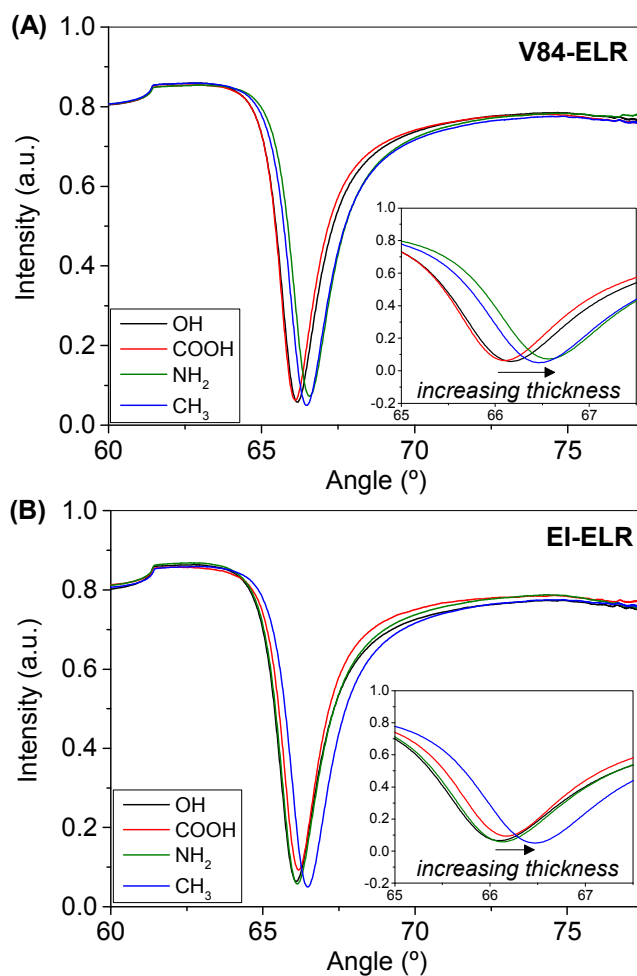 (A)
V84-ELR
1.0
0.8
0.6
0.4
0.2
0.0
Intensity (a.u.)
OH
COOH
NH₂
CH₃
1.0
0.8
0.6
0.4
0.2
0.0
-0.2
65
66
67
increasing thickness
60
65
70
75
Angle (º)
(B)
EI-ELR
1.0
0.8
0.6
0.4
0.2
0.0
Intensity (a.u.)
OH
COOH
NH₂
CH₃
1.0
0.8
0.6
0.4
0.2
0.0
-0.2
65
66
67
increasing thickness
60
65
70
75
Angle (º)